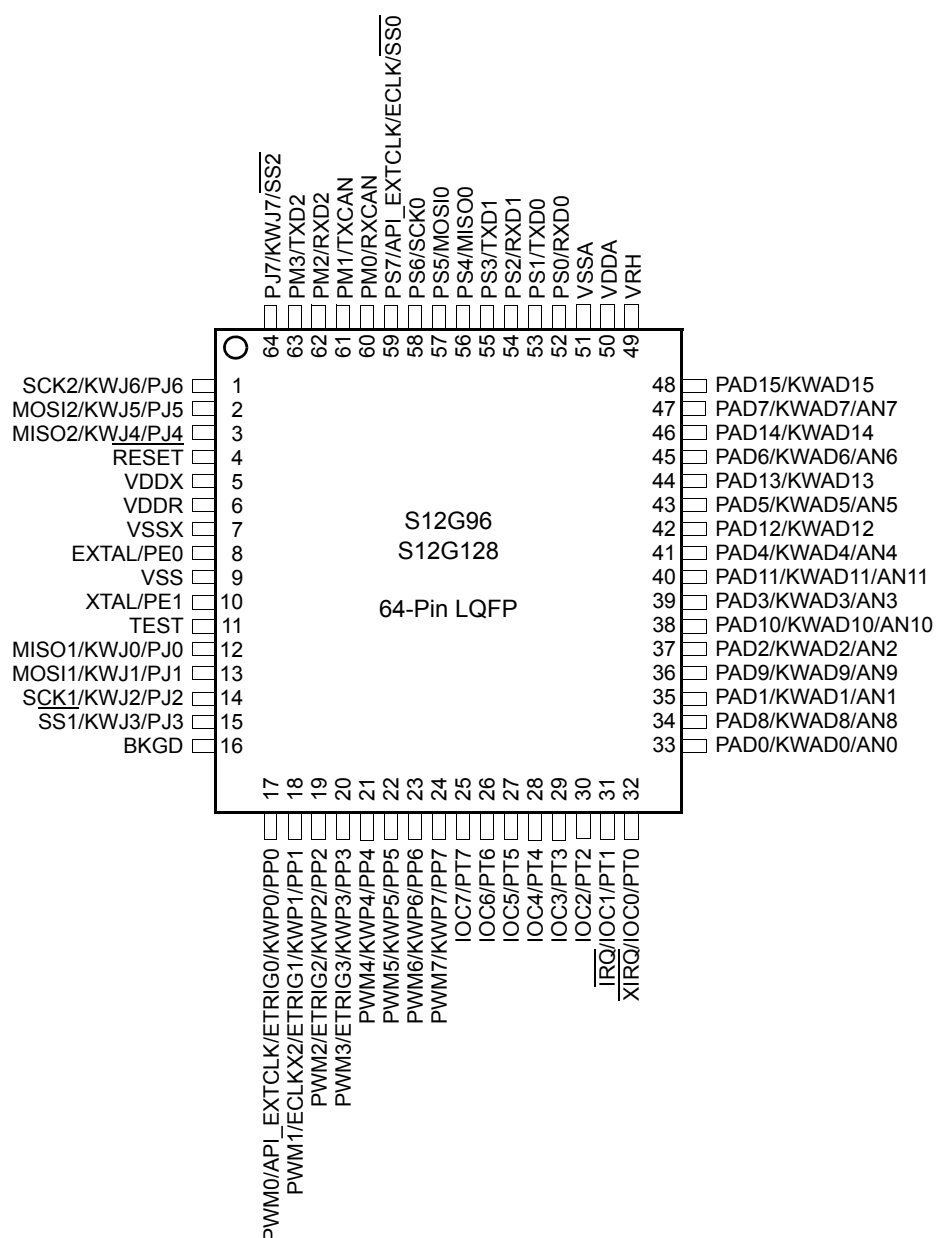 PJ7/KWJ7/SS2
PM3/TXD2
PM2/RXD2
PM1/TXCAN
PM0/RXCAN
PS7/API_EXTCLK/ECLK/SS0
PS6/SCK0
PS5/MOSI0
PS4/MISO0
PS3/TXD1
PS2/RXD1
PS1/TXD0
PS0/RXD0
VSSA
VDDA
VRH
64
63
62
61
60
59
58
57
56
55
54
53
52
51
50
49
SCK2/KWJ6/PJ6 1
MOSI2/KWJ5/PJ5 2
MISO2/KWJ4/PJ4 3
RESET 4
VDDX 5
VDDR 6
VSSX 7
EXTAL/PE0 8
VSS 9
XTAL/PE1 10
TEST 11
MISO1/KWJ0/PJ0 12
MOSI1/KWJ1/PJ1 13
SCK1/KWJ2/PJ2 14
SS1/KWJ3/PJ3 15
BKGD 16
S12G96
S12G128
64-Pin LQFP
48 PAD15/KWAD15
47 PAD7/KWAD7/AN7
46 PAD14/KWAD14
45 PAD6/KWAD6/AN6
44 PAD13/KWAD13
43 PAD5/KWAD5/AN5
42 PAD12/KWAD12
41 PAD4/KWAD4/AN4
40 PAD11/KWAD11/AN11
39 PAD3/KWAD3/AN3
38 PAD10/KWAD10/AN10
37 PAD2/KWAD2/AN2
36 PAD9/KWAD9/AN9
35 PAD1/KWAD1/AN1
34 PAD8/KWAD8/AN8
33 PAD0/KWAD0/AN0
17
18
19
20
21
22
23
24
25
26
27
28
29
30
31
32
PWM0/API_EXTCLK/ETRIG0/KWP0/PP0
PWM1/ECLKX2/ETRIG1/KWP1/PP1
PWM2/ETRIG2/KWP2/PP2
PWM3/ETRIG3/KWP3/PP3
PWM4/KWP4/PP4
PWM5/KWP5/PP5
PWM6/KWP6/PP6
PWM7/KWP7/PP7
IOC7/PT7
IOC6/PT6
IOC5/PT5
IOC4/PT4
IOC3/PT3
IOC2/PT2
IRQ/IOC1/PT1
XIRQ/IOC0/PT0